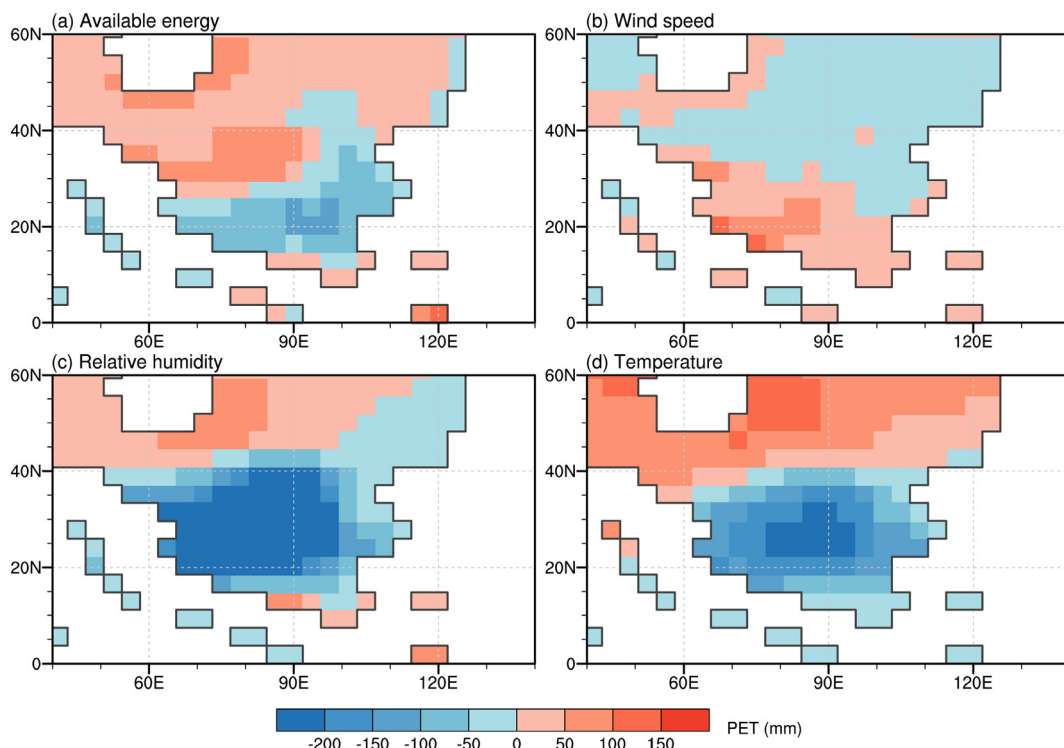 (a) Available energy
(b) Wind speed
60N
40N
20N
0
60E 90E 120E
60N
40N
20N
0
60E 90E 120E
(c) Relative humidity
(d) Temperature
60N
40N
20N
0
60E 90E 120E
60N
40N
20N
0
60E 90E 120E
-200 -150 -100 -50 0 50 100 150
PET (mm)